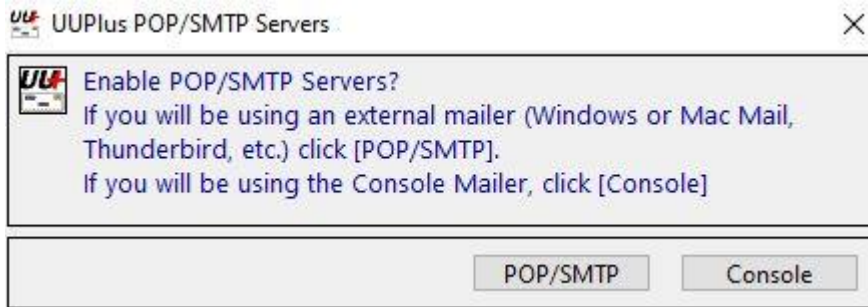 UUPlus POP/SMTP Servers
Enable POP/SMTP Servers?
If you will be using an external mailer (Windows or Mac Mail,
Thunderbird, etc.) click [POP/SMTP].
If you will be using the Console Mailer, click [Console]
POP/SMTP Console